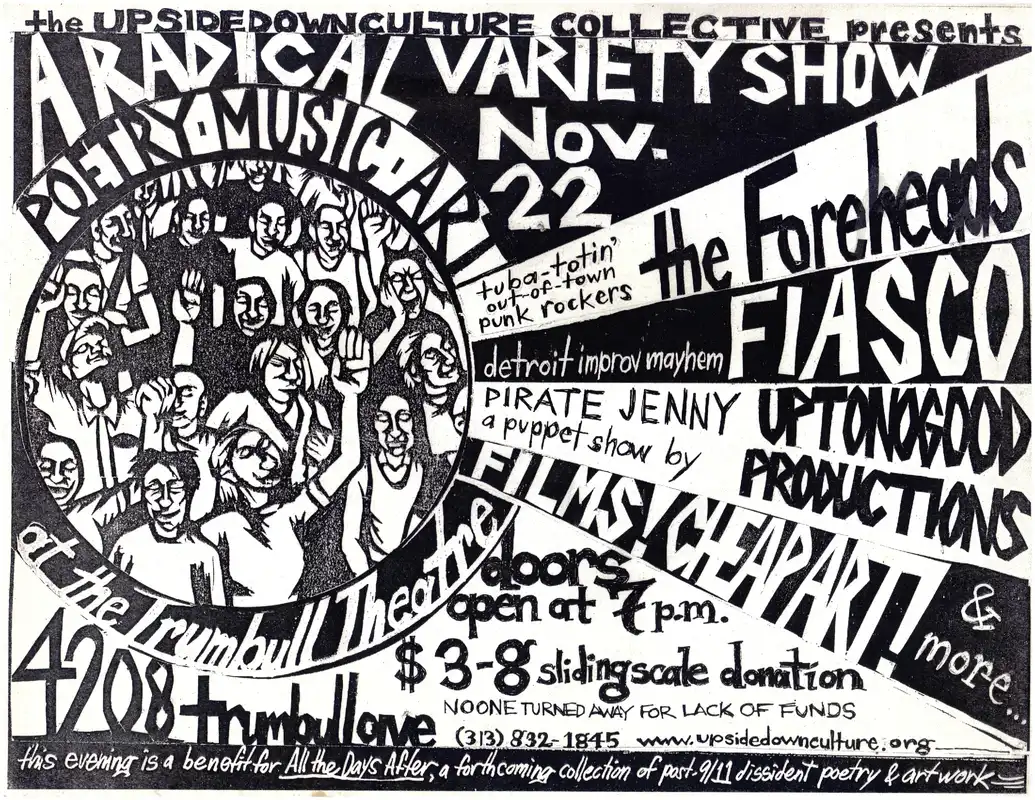 the UPSIDEDOWNCULTURE COLLECTIVE presents
A RADICAL VARIETY SHOW
POETRY•MUSIC•ART
Nov.
22
tuba-totin'
out-of-town
punk rockers
the Foreheads
detroit improv mayhem
FIASCO
PIRATE JENNY
a puppet show by
UPTONOGOOD
PRODUCTIONS
FILMS! CHEAP ART!
&
more...
at the Trumbull Theatre
doors
open at 7 p.m.
$3-8 slidingscale donation
4208 trumbull ave
NO ONE TURNED AWAY FOR LACK OF FUNDS
(313) 832-1845 www.upsidedownculture.org
this evening is a benefit for All the Days After, a forthcoming collection of post-9/11 dissident poetry & artwork